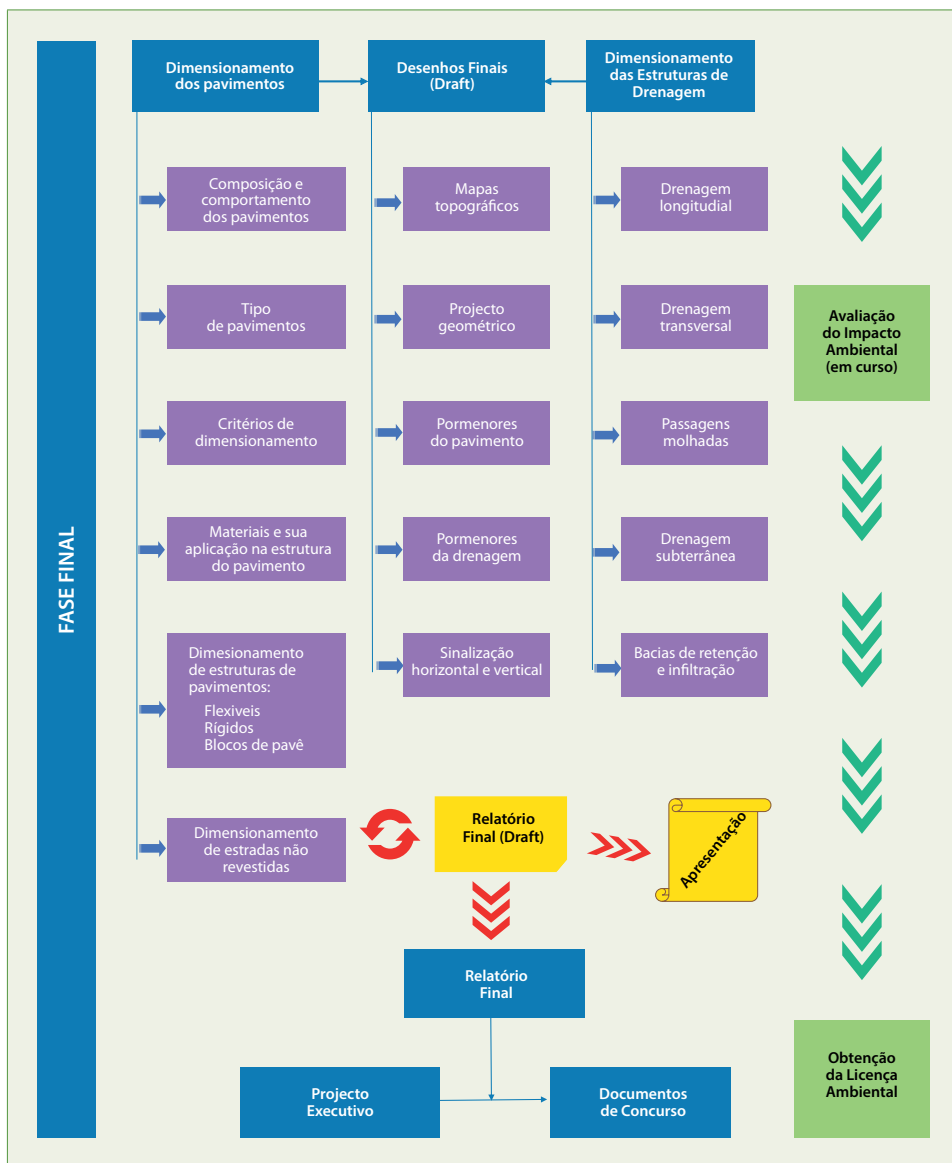 FASE FINAL
Dimensionamento
dos pavimentos
Composição e
comportamento
dos pavimentos
Tipo
de pavimentos
Critérios de
dimensionamento
Materiais e sua
aplicação na estrutura
do pavimento
Dimesionamento
de estruturas de
pavimentos:
Flexiveis
Rígidos
Blocos de pavê
Dimensionamento
de estradas não
revestidas
Desenhos Finais
(Draft)
Mapas
topográficos
Projecto
geométrico
Pormenores
do pavimento
Pormenores
da drenagem
Sinalização
horizontal e vertical
Dimensionamento
das Estruturas de
Drenagem
Drenagem
longitudial
Drenagem
transversal
Passagens
molhadas
Drenagem
subterrânea
Bacias de retenção
e infiltração
Avaliação
do Impacto
Ambiental
(em curso)
Relatório
Final (Draft)
Apresentação
Relatório
Final
Projecto
Executivo
Documentos
de Concurso
Obtenção
da Licença
Ambiental